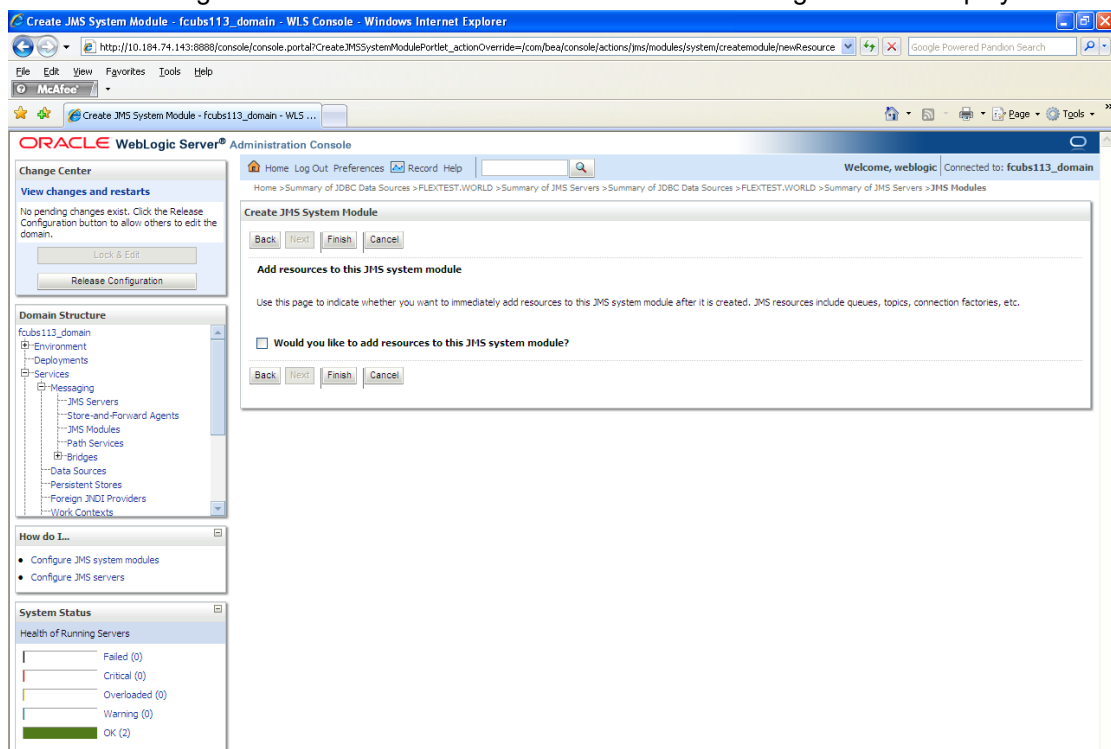 Create JMS System Module - fcubs113_domain - WLS Console - Windows Internet Explorer
http://10.184.74.143:8888/console/console.portal?CreateJMSSystemModulePortlet_actionOverride=/com/bea/console/actions/jms/modules/system/createmodule/newResource
Google Powered Pandion Search
File Edit View Favorites Tools Help
McAfee
Create JMS System Module - fcubs113_domain - WLS ...
Page Tools
ORACLE WebLogic Server® Administration Console
Change Center
View changes and restarts
No pending changes exist. Click the Release
Configuration button to allow others to edit the
domain.
Lock & Edit
Release Configuration
Domain Structure
fcubs113_domain
Environment
Deployments
Services
Messaging
JMS Servers
Store-and-Forward Agents
JMS Modules
Path Services
Bridges
Data Sources
Persistent Stores
Foreign JNDI Providers
Work Contexts
How do I...
Configure JMS system modules
Configure JMS servers
System Status
Health of Running Servers
Failed (0)
Critical (0)
Overloaded (0)
Warning (0)
OK (2)
Home Log Out Preferences Record Help
Welcome, weblogic Connected to: fcubs113_domain
Home >Summary of JDBC Data Sources >FLEXTEST.WORLD >Summary of JMS Servers >Summary of JDBC Data Sources >FLEXTEST.WORLD >Summary of JMS Servers >JMS Modules
Create JMS System Module
Back Next Finish Cancel
Add resources to this JMS system module
Use this page to indicate whether you want to immediately add resources to this JMS system module after it is created. JMS resources include queues, topics, connection factories, etc.
Would you like to add resources to this JMS system module?
Back Next Finish Cancel